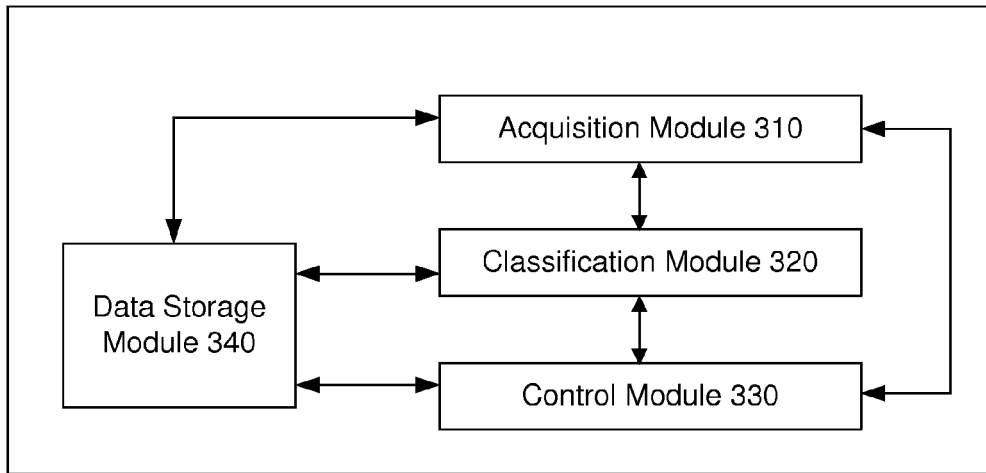 Acquisition Module 310
Classification Module 320
Data Storage
Module 340
Control Module 330